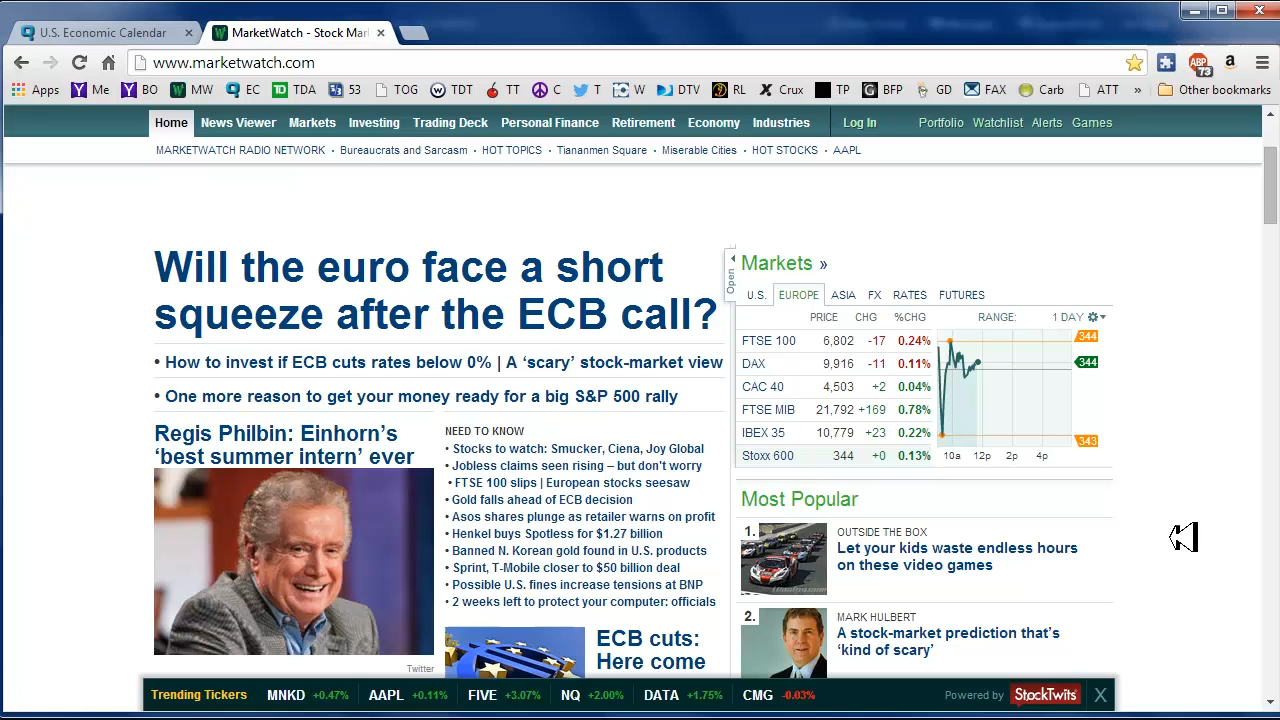 U.S. Economic Calendar
MarketWatch - Stock Mar
www.marketwatch.com
ABP 73
Apps Me BO MW EC TDA 53 TOG TDI TT C T W DTV RL Crux TP BFP GD FAX Carb ATT » Other bookmarks
Home News Viewer Markets Investing Trading Deck Personal Finance Retirement Economy Industries Log In Portfolio Watchlist Alerts Games
MARKETWATCH RADIO NETWORK · Bureaucrats and Sarcasm · HOT TOPICS · Tiananmen Square · Miserable Cities · HOT STOCKS · AAPL
Will the euro face a short
squeeze after the ECB call?
• How to invest if ECB cuts rates below 0% | A ‘scary’ stock-market view
• One more reason to get your money ready for a big S&P 500 rally
Regis Philbin: Einhorn’s
‘best summer intern’ ever
Twitter
NEED TO KNOW
• Stocks to watch: Smucker, Ciena, Joy Global
• Jobless claims seen rising – but don't worry
• FTSE 100 slips | European stocks seesaw
• Gold falls ahead of ECB decision
• Asos shares plunge as retailer warns on profit
• Henkel buys Spotless for $1.27 billion
• Banned N. Korean gold found in U.S. products
• Sprint, T-Mobile closer to $50 billion deal
• Possible U.S. fines increase tensions at BNP
• 2 weeks left to protect your computer: officials
ECB cuts:
Here come
Open
Markets »
U.S. EUROPE ASIA FX RATES FUTURES
PRICE CHG %CHG RANGE: 1 DAY
FTSE 100 6,802 -17 0.24%
DAX 9,916 -11 0.11%
CAC 40 4,503 +2 0.04%
FTSE MIB 21,792 +169 0.78%
IBEX 35 10,779 +23 0.22%
Stoxx 600 344 +0 0.13%
344
344
343
10a 12p 2p 4p
Most Popular
1.
OUTSIDE THE BOX
Let your kids waste endless hours
on these video games
2.
MARK HULBERT
A stock-market prediction that’s
‘kind of scary’
Trending Tickers MNKD +0.47% AAPL +0.11% FIVE +3.07% NQ +2.00% DATA +1.75% CMG -0.03% Powered by StockTwits X